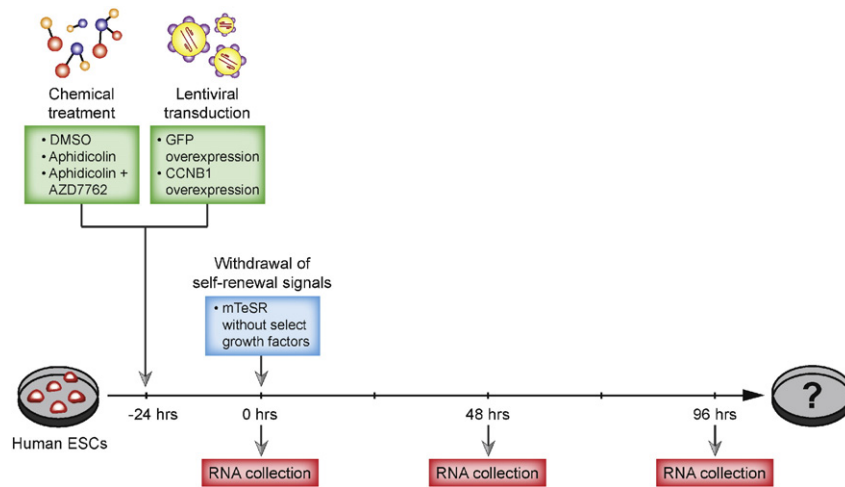 Chemical
treatment
• DMSO
• Aphidicolin
• Aphidicolin +
AZD7762
Lentiviral
transduction
• GFP
overexpression
• CCNB1
overexpression
Withdrawal of
self-renewal signals
• mTeSR
without select
growth factors
Human ESCs
-24 hrs
0 hrs
48 hrs
96 hrs
?
RNA collection
RNA collection
RNA collection